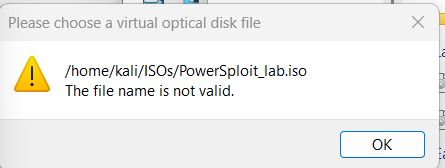 Please choose a virtual optical disk file
/home/kali/ISOs/PowerSploit_lab.iso
The file name is not valid.
OK